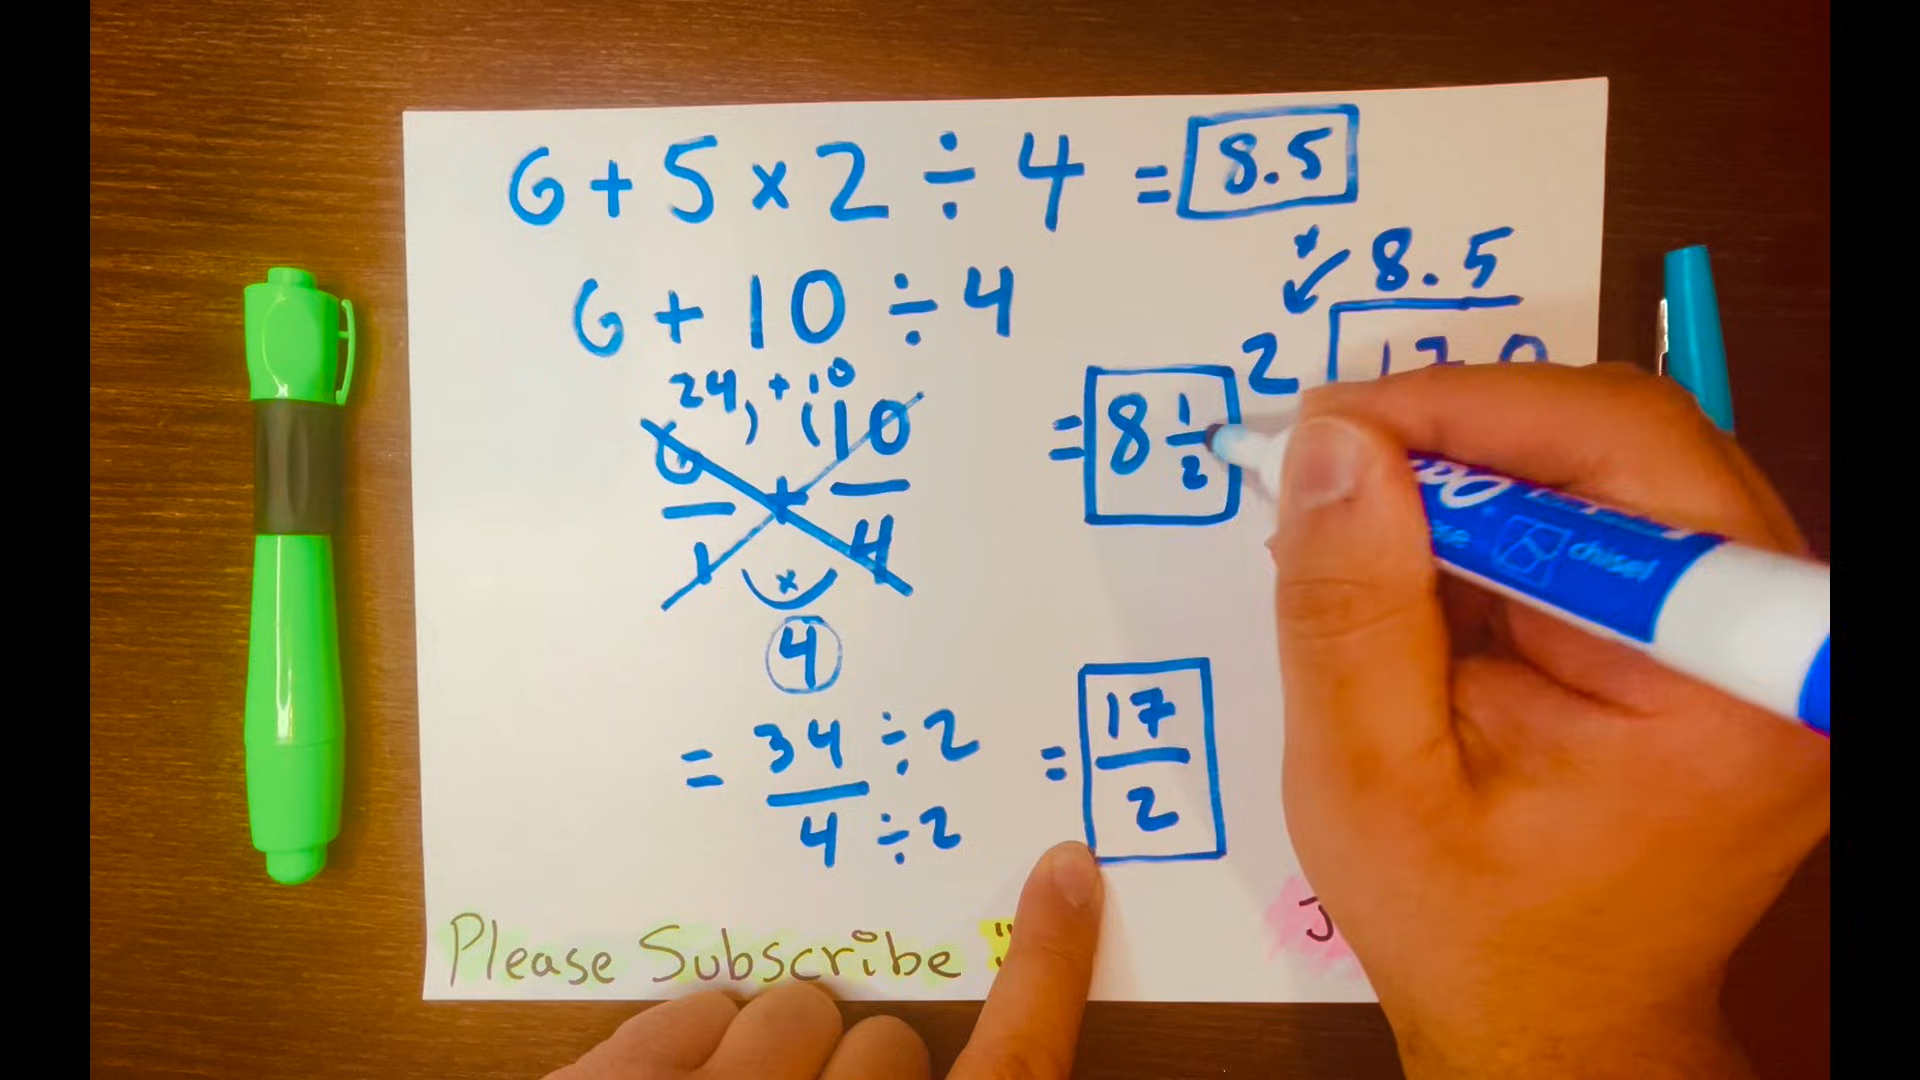 6 + 5 × 2 ÷ 4 = 8.5
6 + 10 ÷ 4
24, + 10
6/1 + (10/4
×
4
= 34/4 ÷2/÷2 = 17/2
= 8 1/2
× 8.5
2
Please Subscribe :)
J
chisel